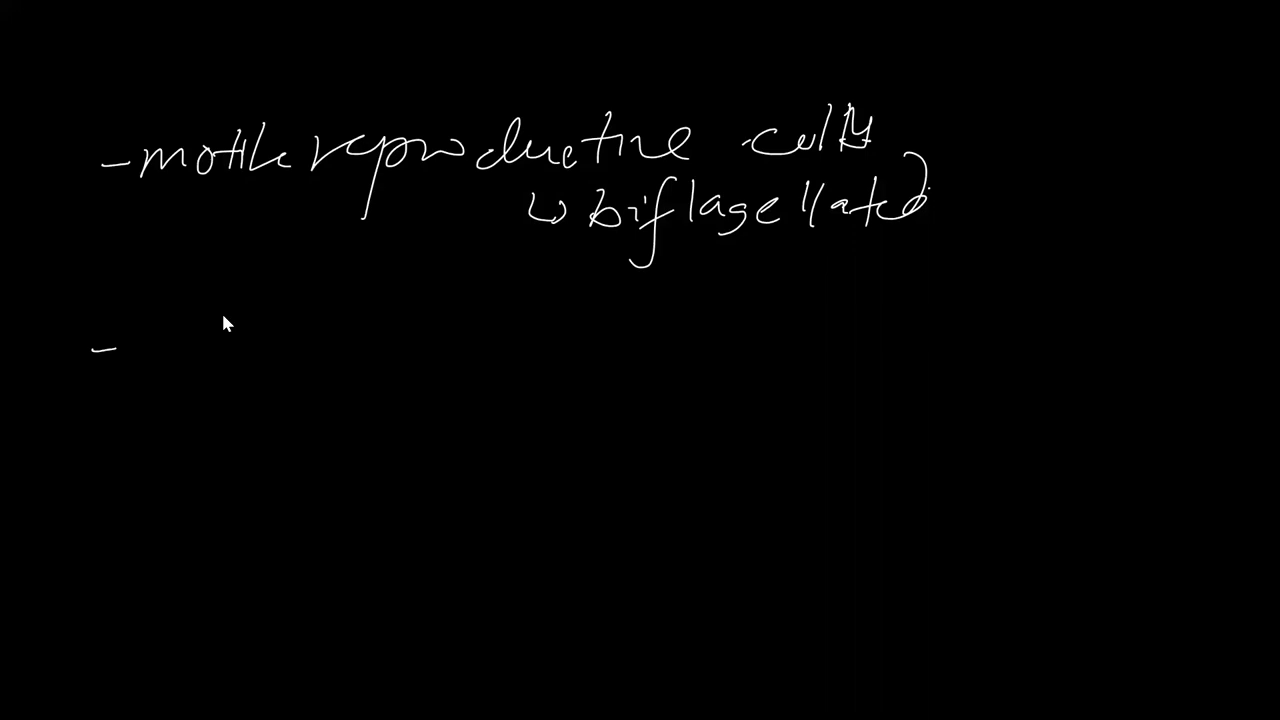 - motile reproductive cells
↳ biflagellated
-